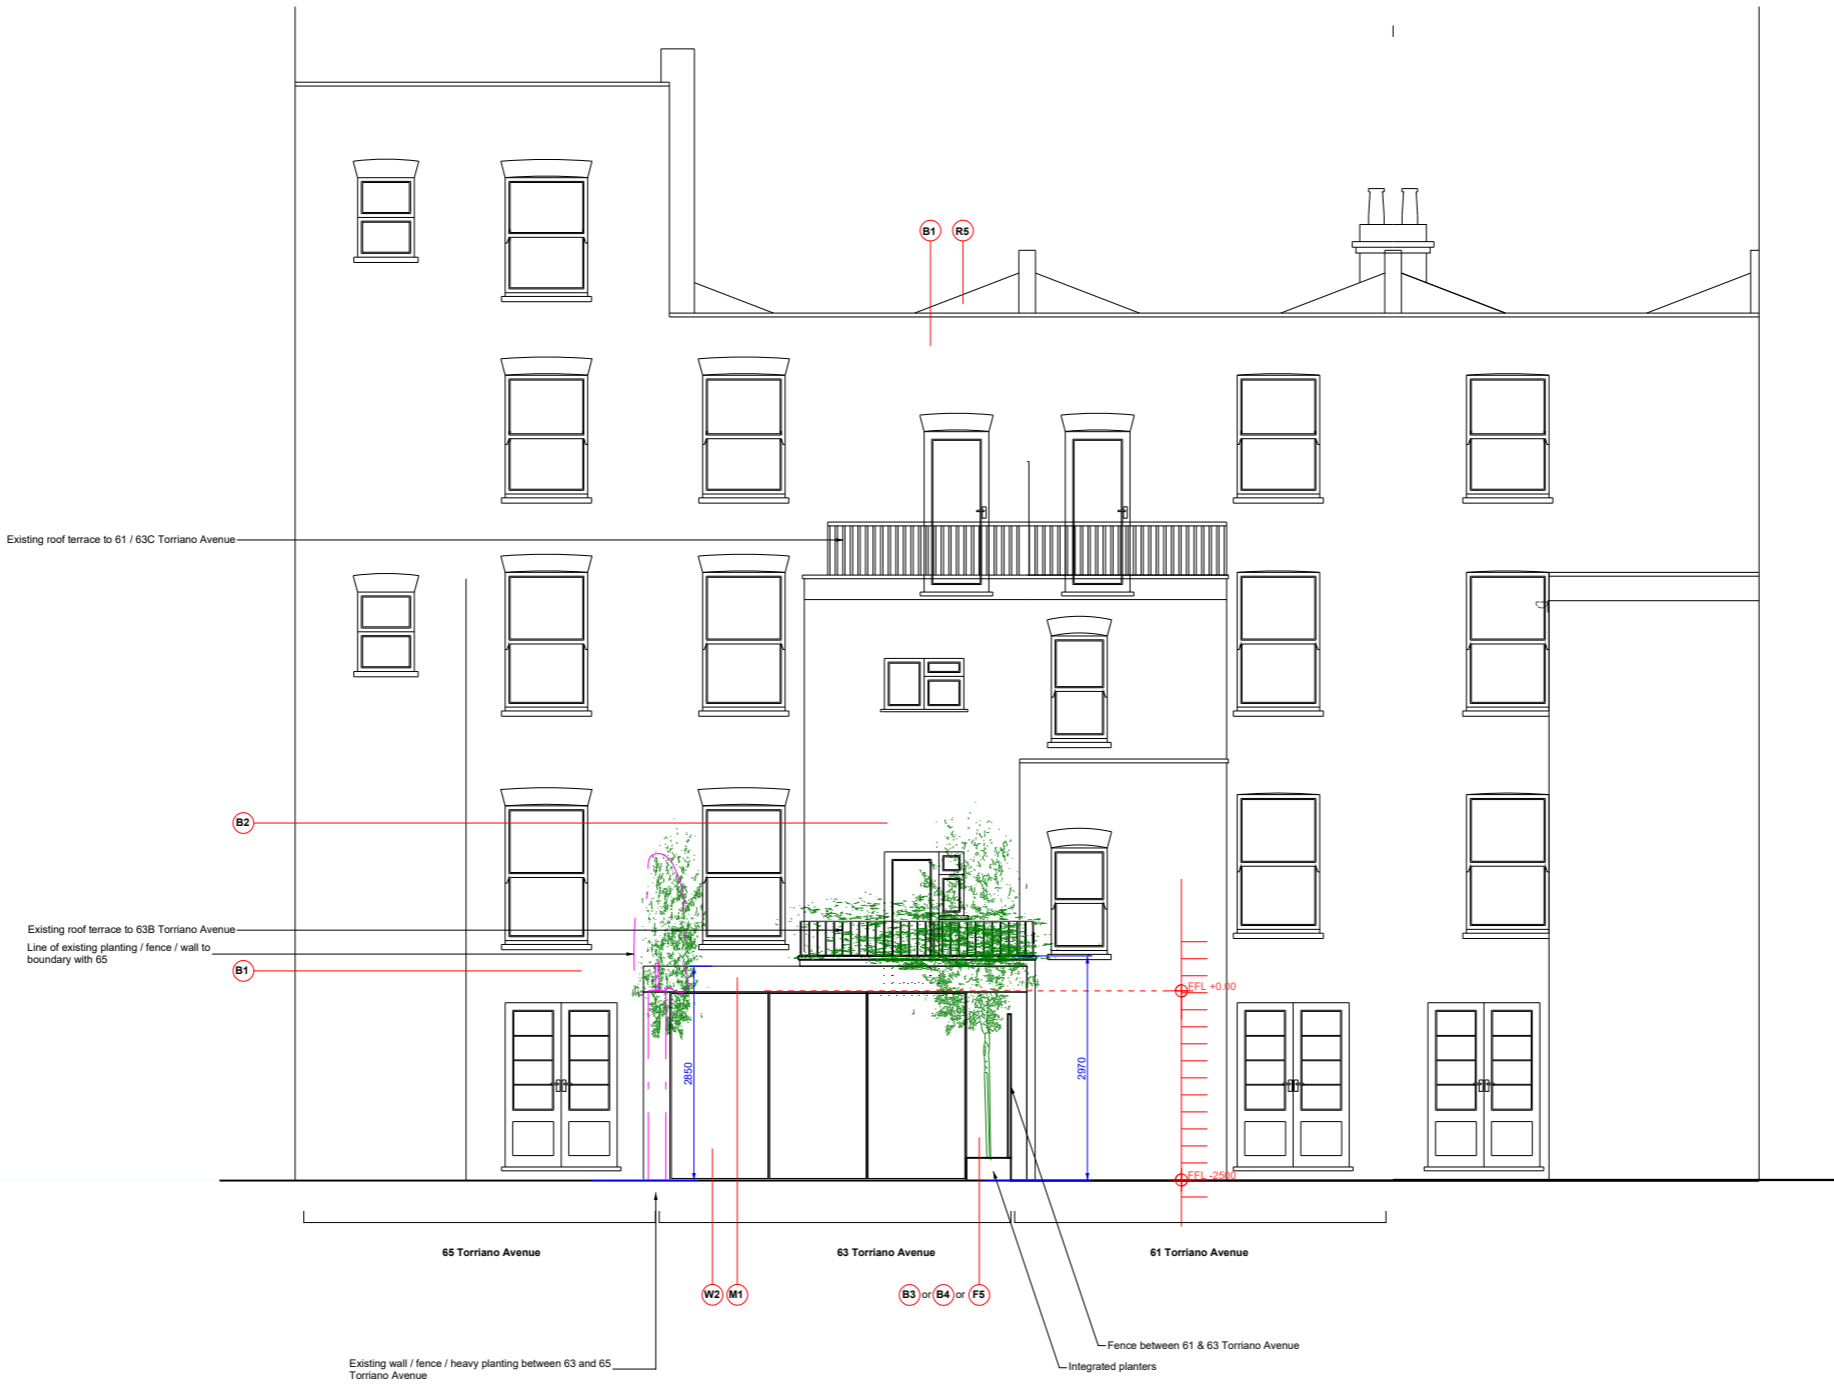 B1 R5
Existing roof terrace to 61 / 63C Torriano Avenue
B2
Existing roof terrace to 63B Torriano Avenue
Line of existing planting / fence / wall to
boundary with 65
B1
FFL +0.00
2850
2970
FFL -2500
65 Torriano Avenue
63 Torriano Avenue
61 Torriano Avenue
W2 M1
B3 or B4 or F5
Fence between 61 & 63 Torriano Avenue
Integrated planters
Existing wall / fence / heavy planting between 63 and 65
Torriano Avenue